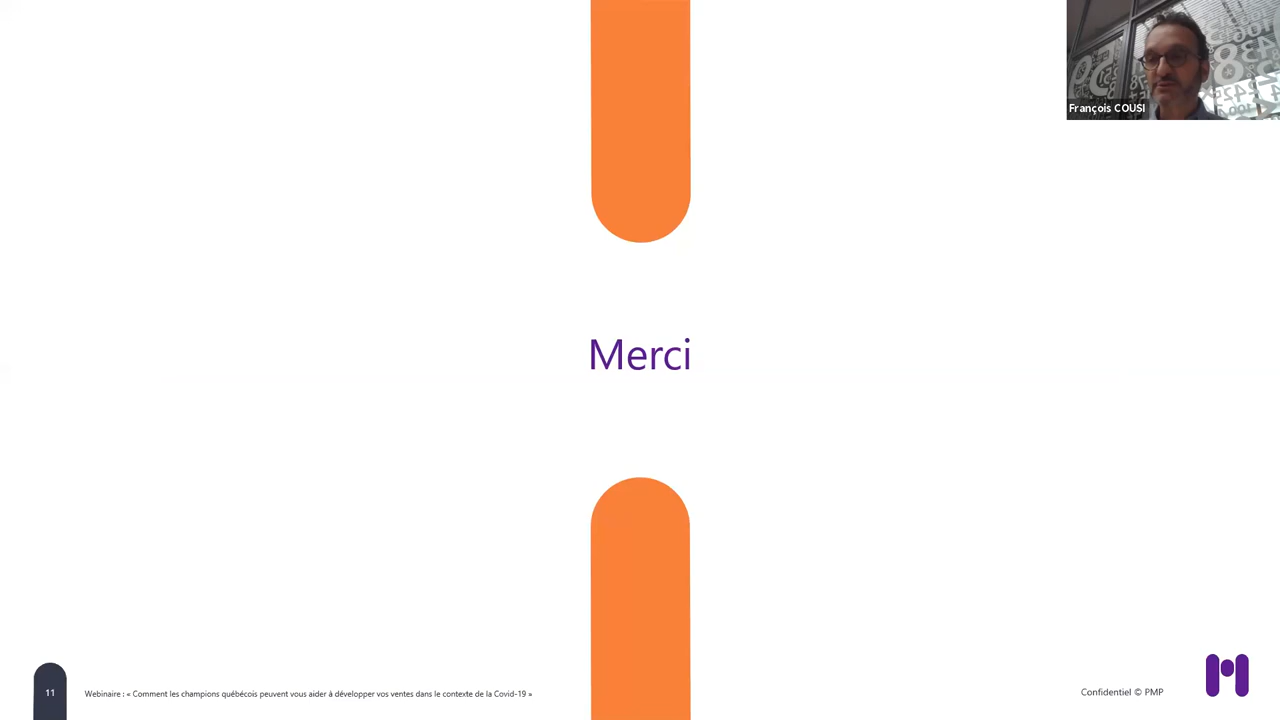 François COUSI
Merci
11
Webinaire : « Comment les champions québécois peuvent vous aider à développer vos ventes dans le contexte de la Covid-19 »
Confidentiel © PMP